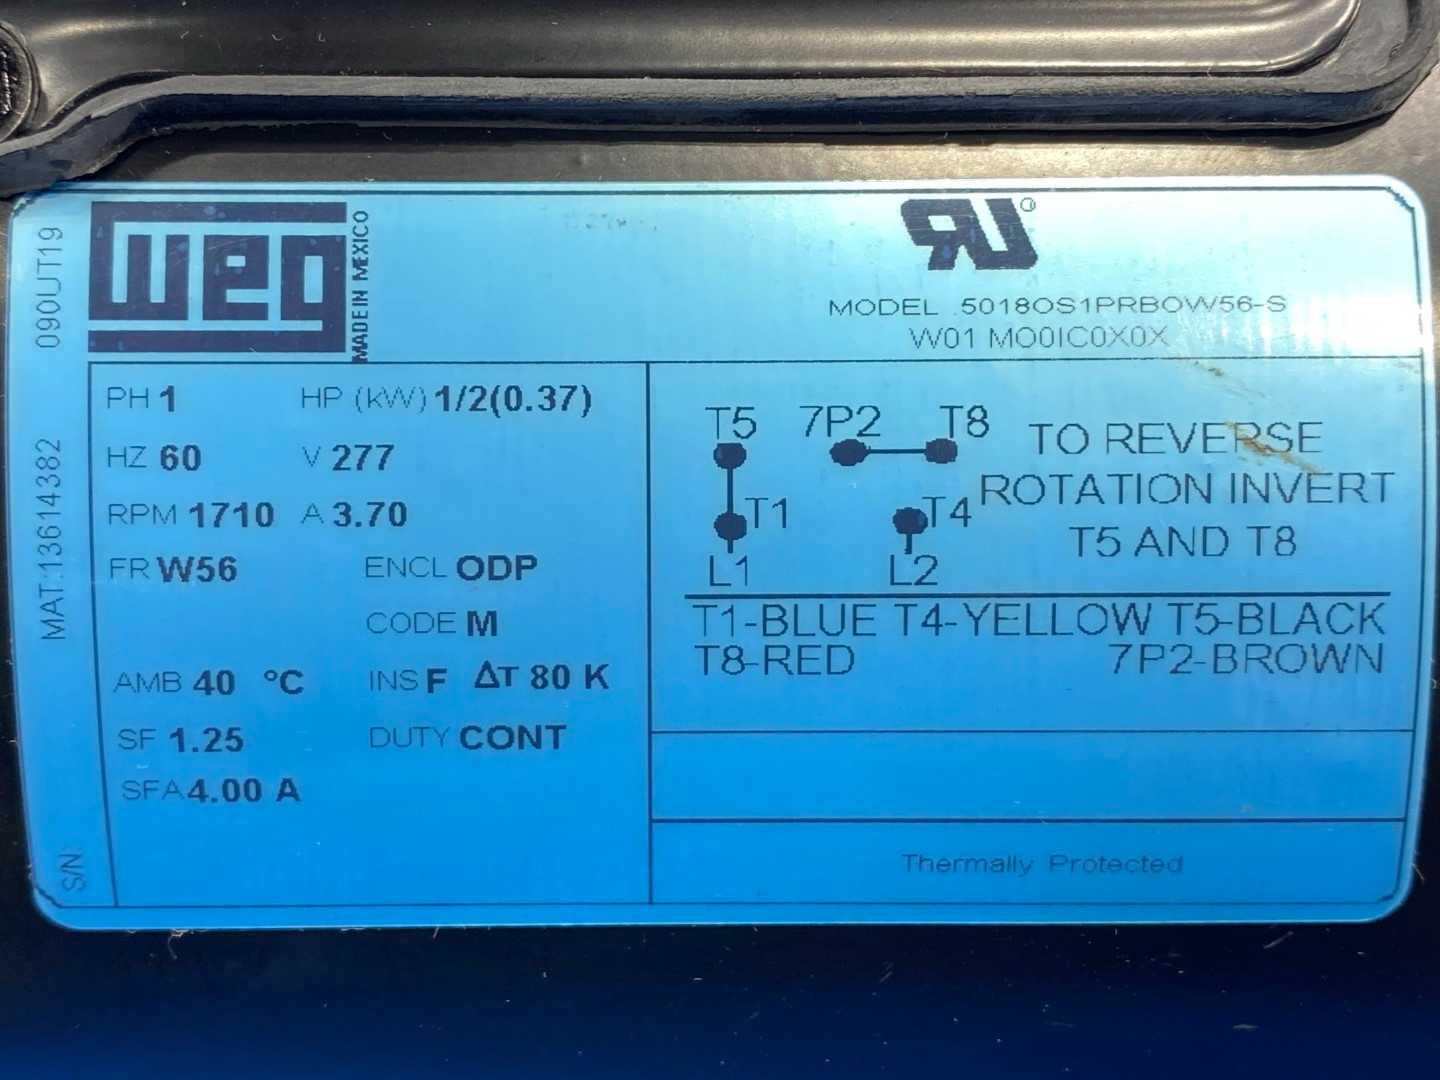 090UT19
MAT:13614382
S/N
WEG
MADE IN MEXICO
RU®
MODEL 50180S1PRBOW56-S
W01 MO0IC0X0X
PH 1 HP (kW) 1/2(0.37)
HZ 60 V 277
RPM 1710 A 3.70
FR W56 ENCL ODP
CODE M
AMB 40 °C INS F ΔT 80 K
SF 1.25 DUTY CONT
SFA 4.00 A
T5 7P2 T8
T1 T4
L1 L2
TO REVERSE
ROTATION INVERT
T5 AND T8
T1-BLUE T4-YELLOW T5-BLACK
T8-RED 7P2-BROWN
Thermally Protected